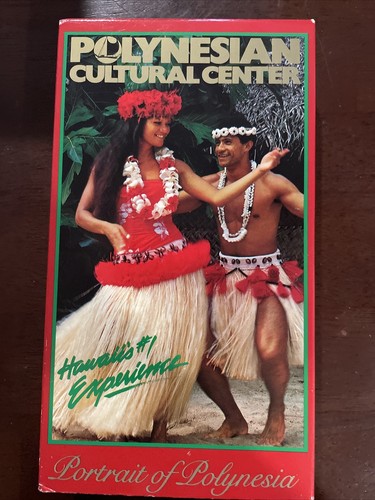 POLYNESIAN
CULTURAL CENTER
Hawaii's #1
Experience
Portrait of Polynesia